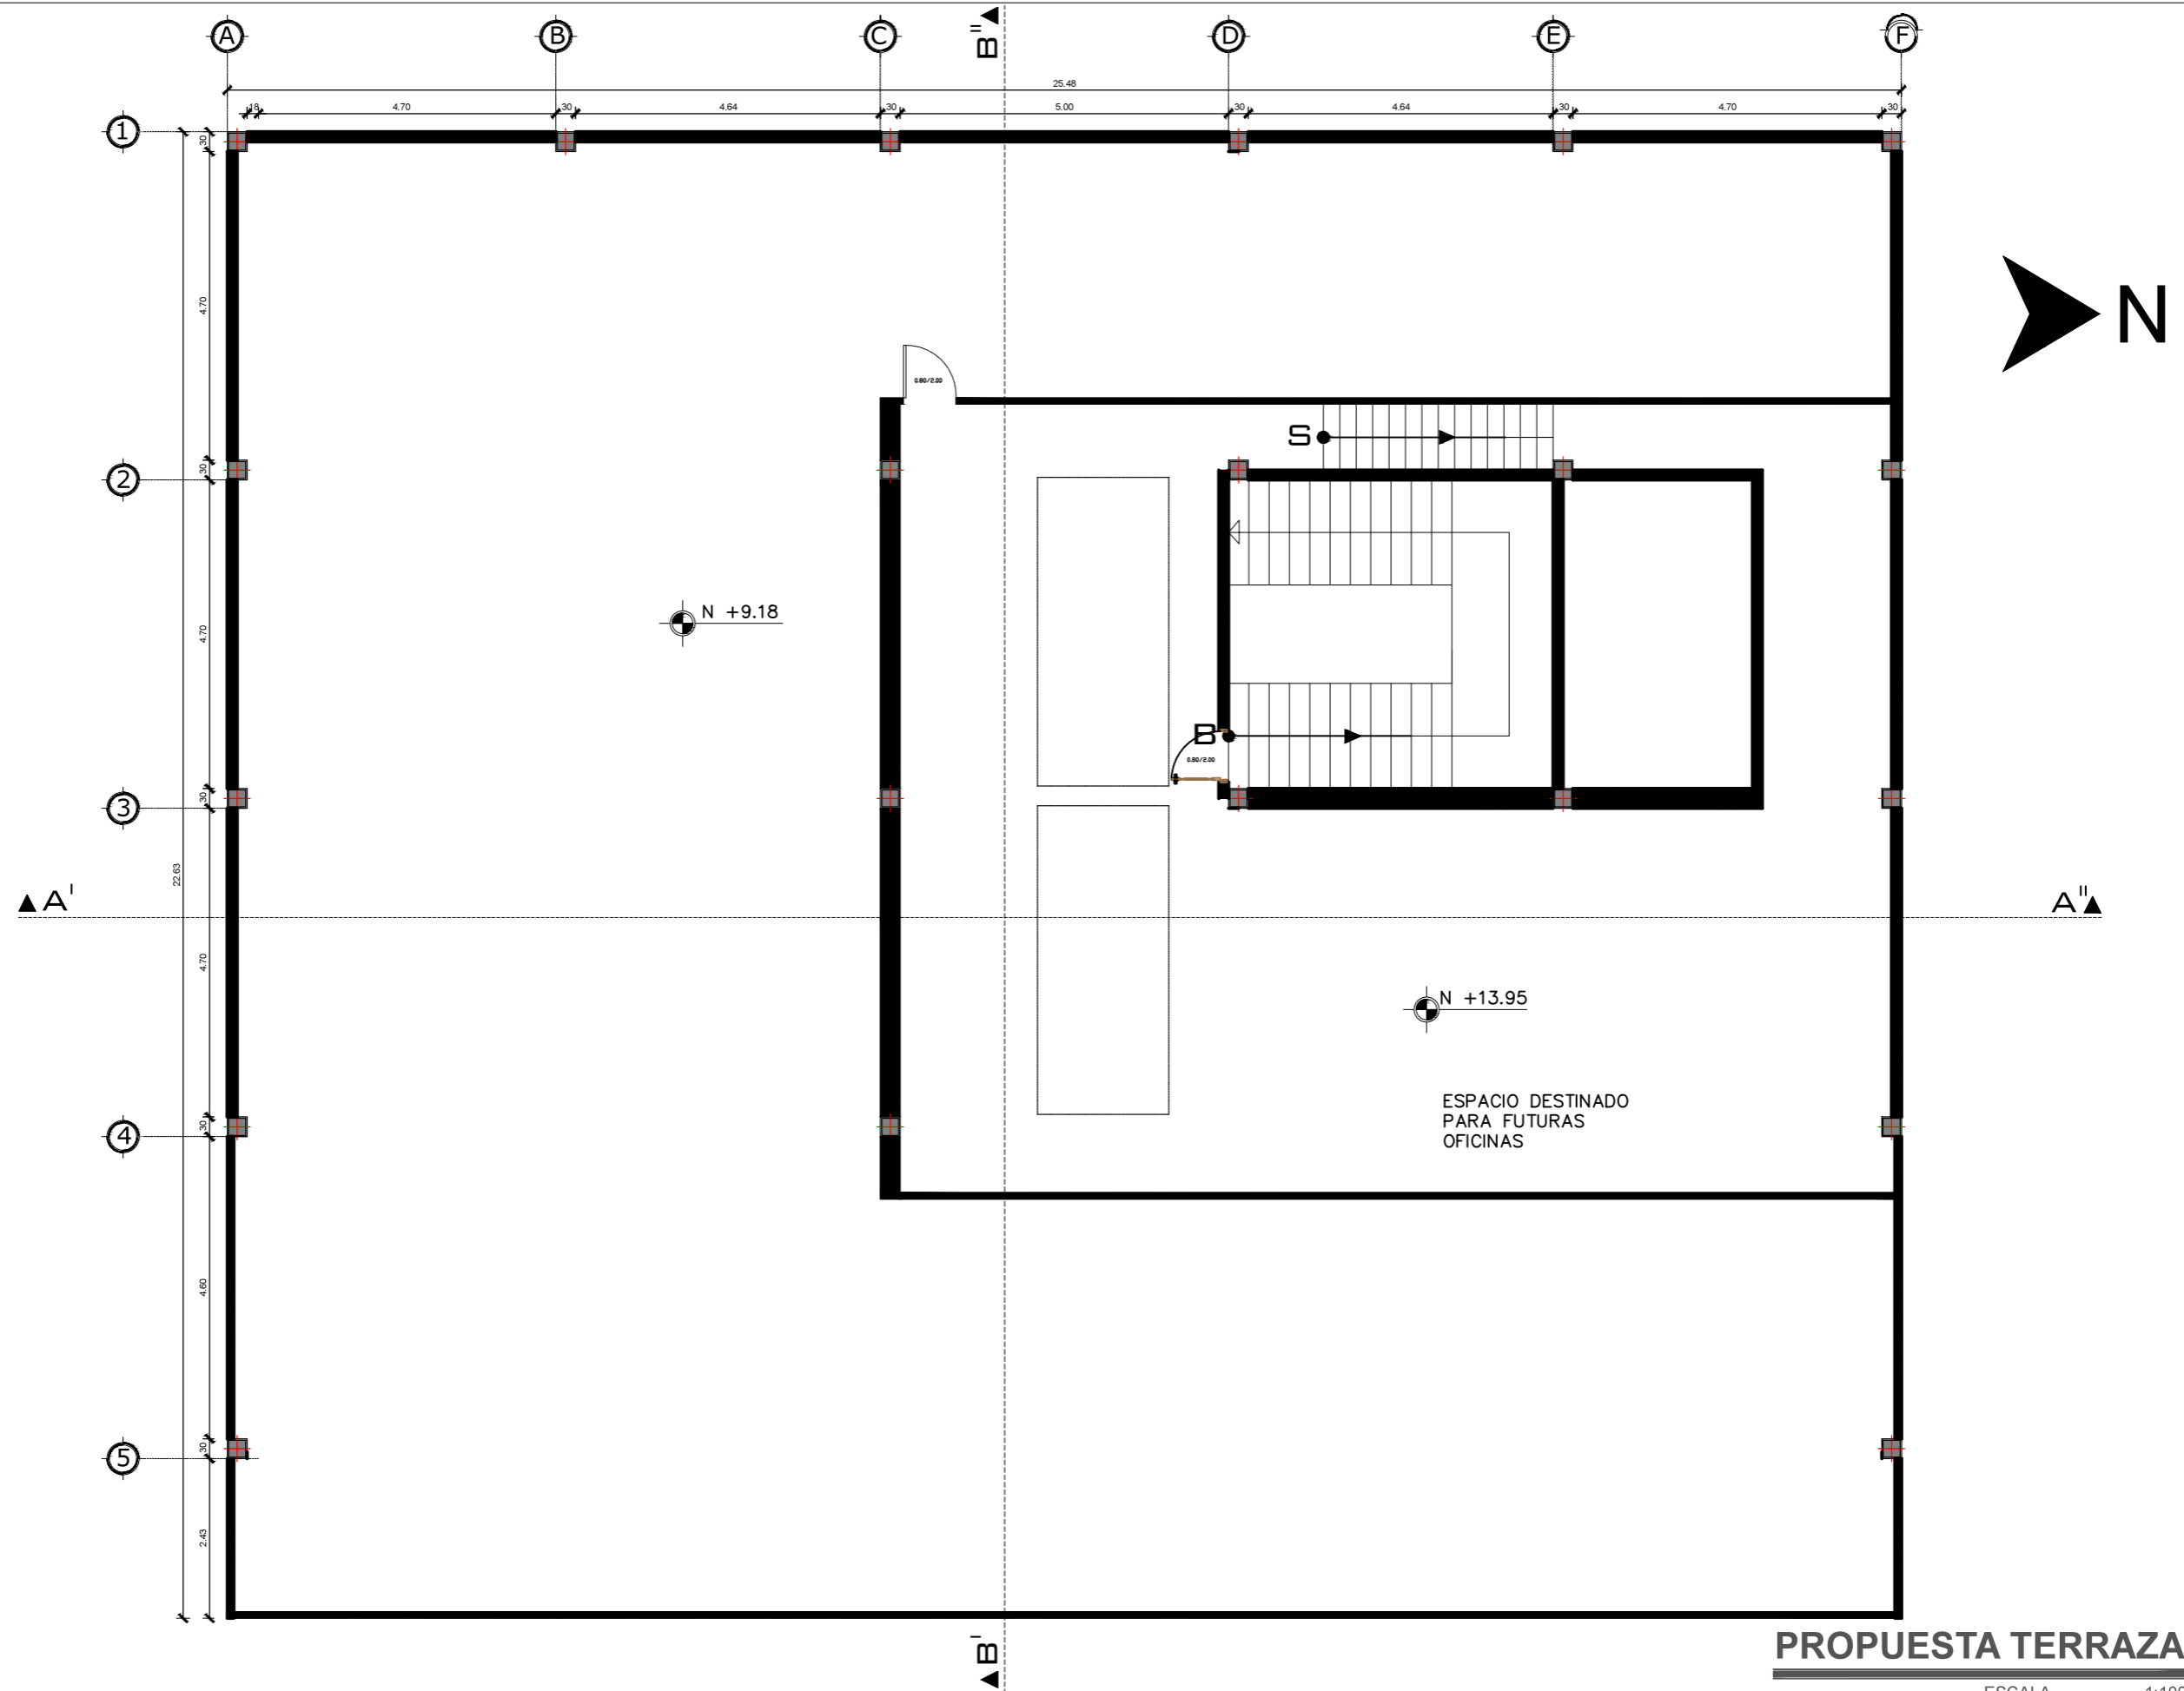 A B C B" D E F
25.48
18 4.70 30 4.64 30 5.00 30 4.64 30 4.70 30
1
30
4.70
N
0.80/2.00
S
2
30
N +9.18
4.70
B
0.80/2.00
3
30
22.63
A' A"
4.70
N +13.95
ESPACIO DESTINADO
PARA FUTURAS
OFICINAS
4
30
4.60
5
30
2.43
B'
PROPUESTA TERRAZA
ESCALA 1:100